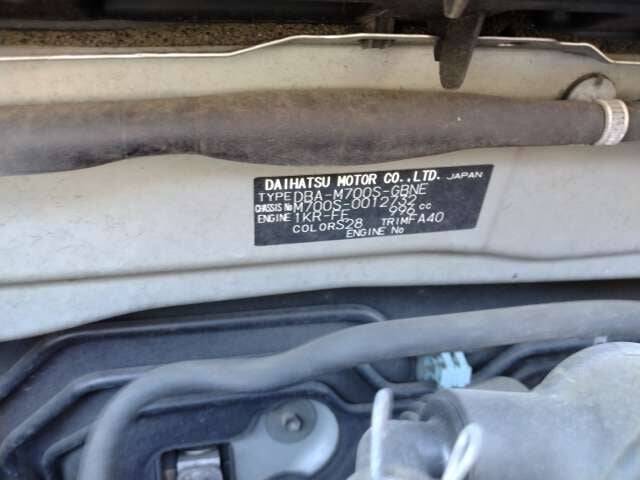 DAIHATSU MOTOR CO.,LTD. JAPAN
TYPE DBA-M700S-GBNE
CHASSIS No M700S-0012732
ENGINE 1KR-FE 996 cc
COLOR S28 TRIM FA40
ENGINE No